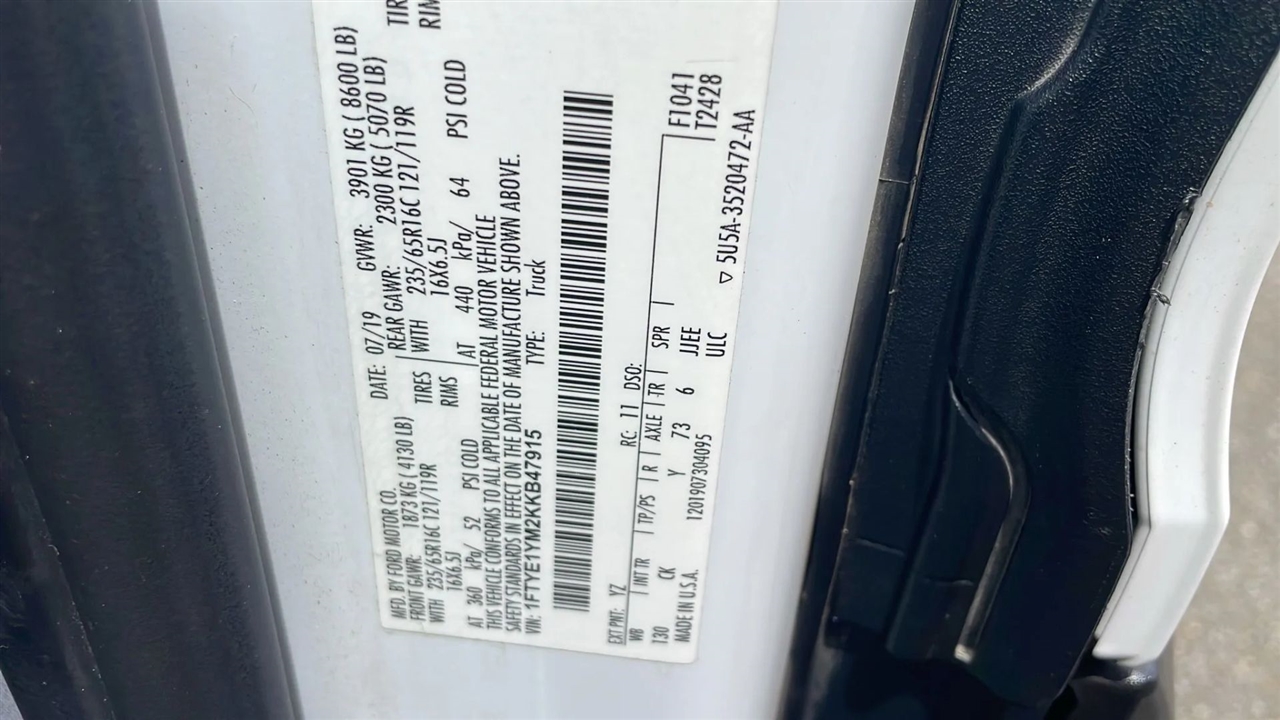 MFD. BY FORD MOTOR CO.
DATE: 07/19 GVWR: 3901 KG ( 8600 LB)
FRONT GAWR: 1873 KG ( 4130 LB) REAR GAWR: 2300 KG ( 5070 LB)
WITH 235/65R16C 121/119R TIRES WITH 235/65R16C 121/119R TIR
16X6.5J RIMS 16X6.5J RIM
AT 360 kPa/ 52 PSI COLD AT 440 kPa/ 64 PSI COLD
THIS VEHICLE CONFORMS TO ALL APPLICABLE FEDERAL MOTOR VEHICLE
SAFETY STANDARDS IN EFFECT ON THE DATE OF MANUFACTURE SHOWN ABOVE.
VIN: 1FTYE1YM2KKB47915 TYPE: Truck
EXT PNT: YZ RC: 11 DSO:
WB INT TR TP/PS R AXLE TR SPR F1041
130 CK Y 73 6 JJEE T2428
MADE IN U.S.A. 1201907304095 ULC
▽ 5U5A-3520472-AA